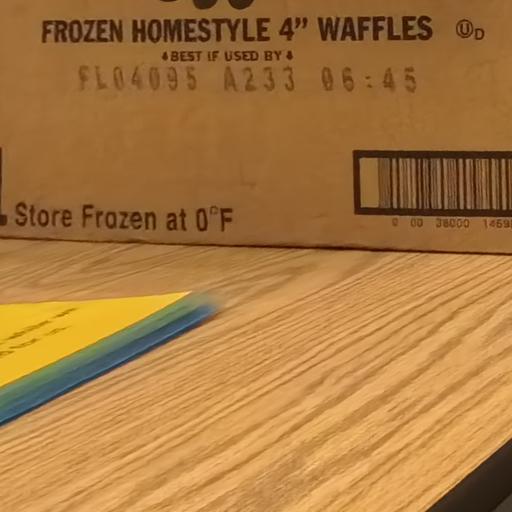 FROZEN HOMESTYLE 4" WAFFLES UD
BEST IF USED BY
FL04095 A233 06:45
Store Frozen at 0°F
0 00 38000